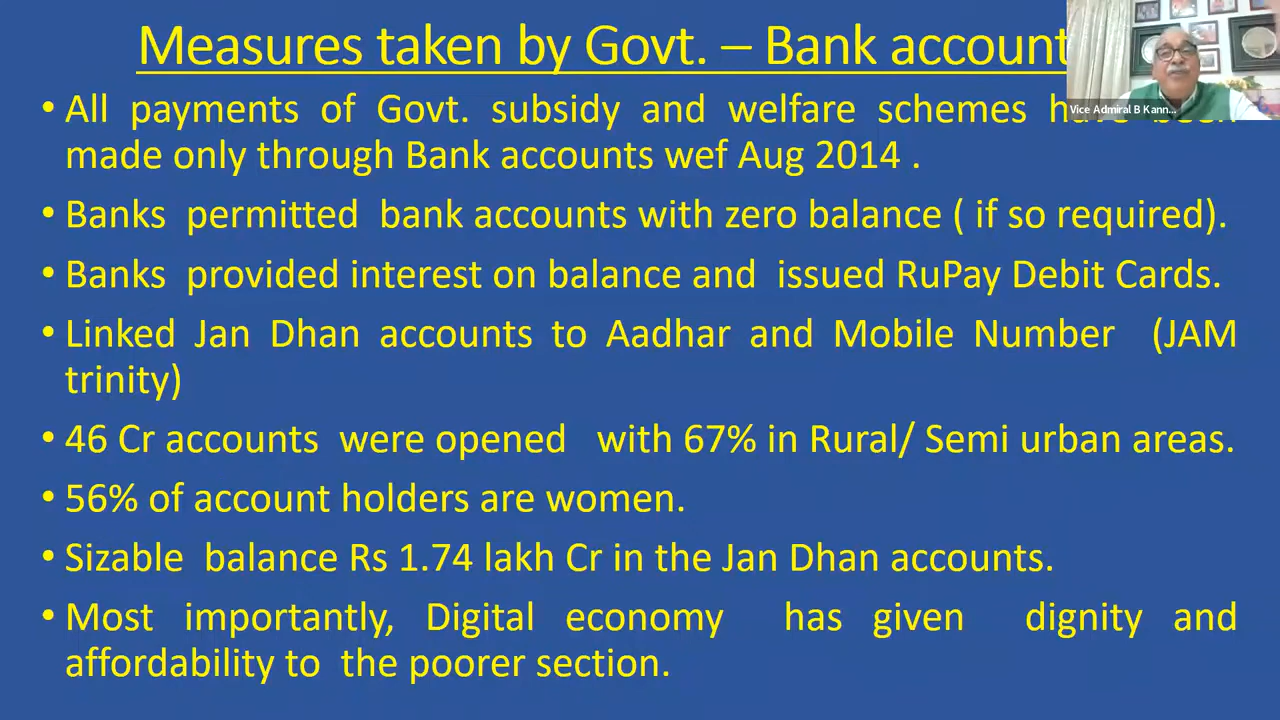 Measures taken by Govt. – Bank account
Vice Admiral B Kann...
• All payments of Govt. subsidy and welfare schemes have been
made only through Bank accounts wef Aug 2014 .
• Banks permitted bank accounts with zero balance ( if so required).
• Banks provided interest on balance and issued RuPay Debit Cards.
• Linked Jan Dhan accounts to Aadhar and Mobile Number (JAM
trinity)
• 46 Cr accounts were opened with 67% in Rural/ Semi urban areas.
• 56% of account holders are women.
• Sizable balance Rs 1.74 lakh Cr in the Jan Dhan accounts.
• Most importantly, Digital economy has given dignity and
affordability to the poorer section.